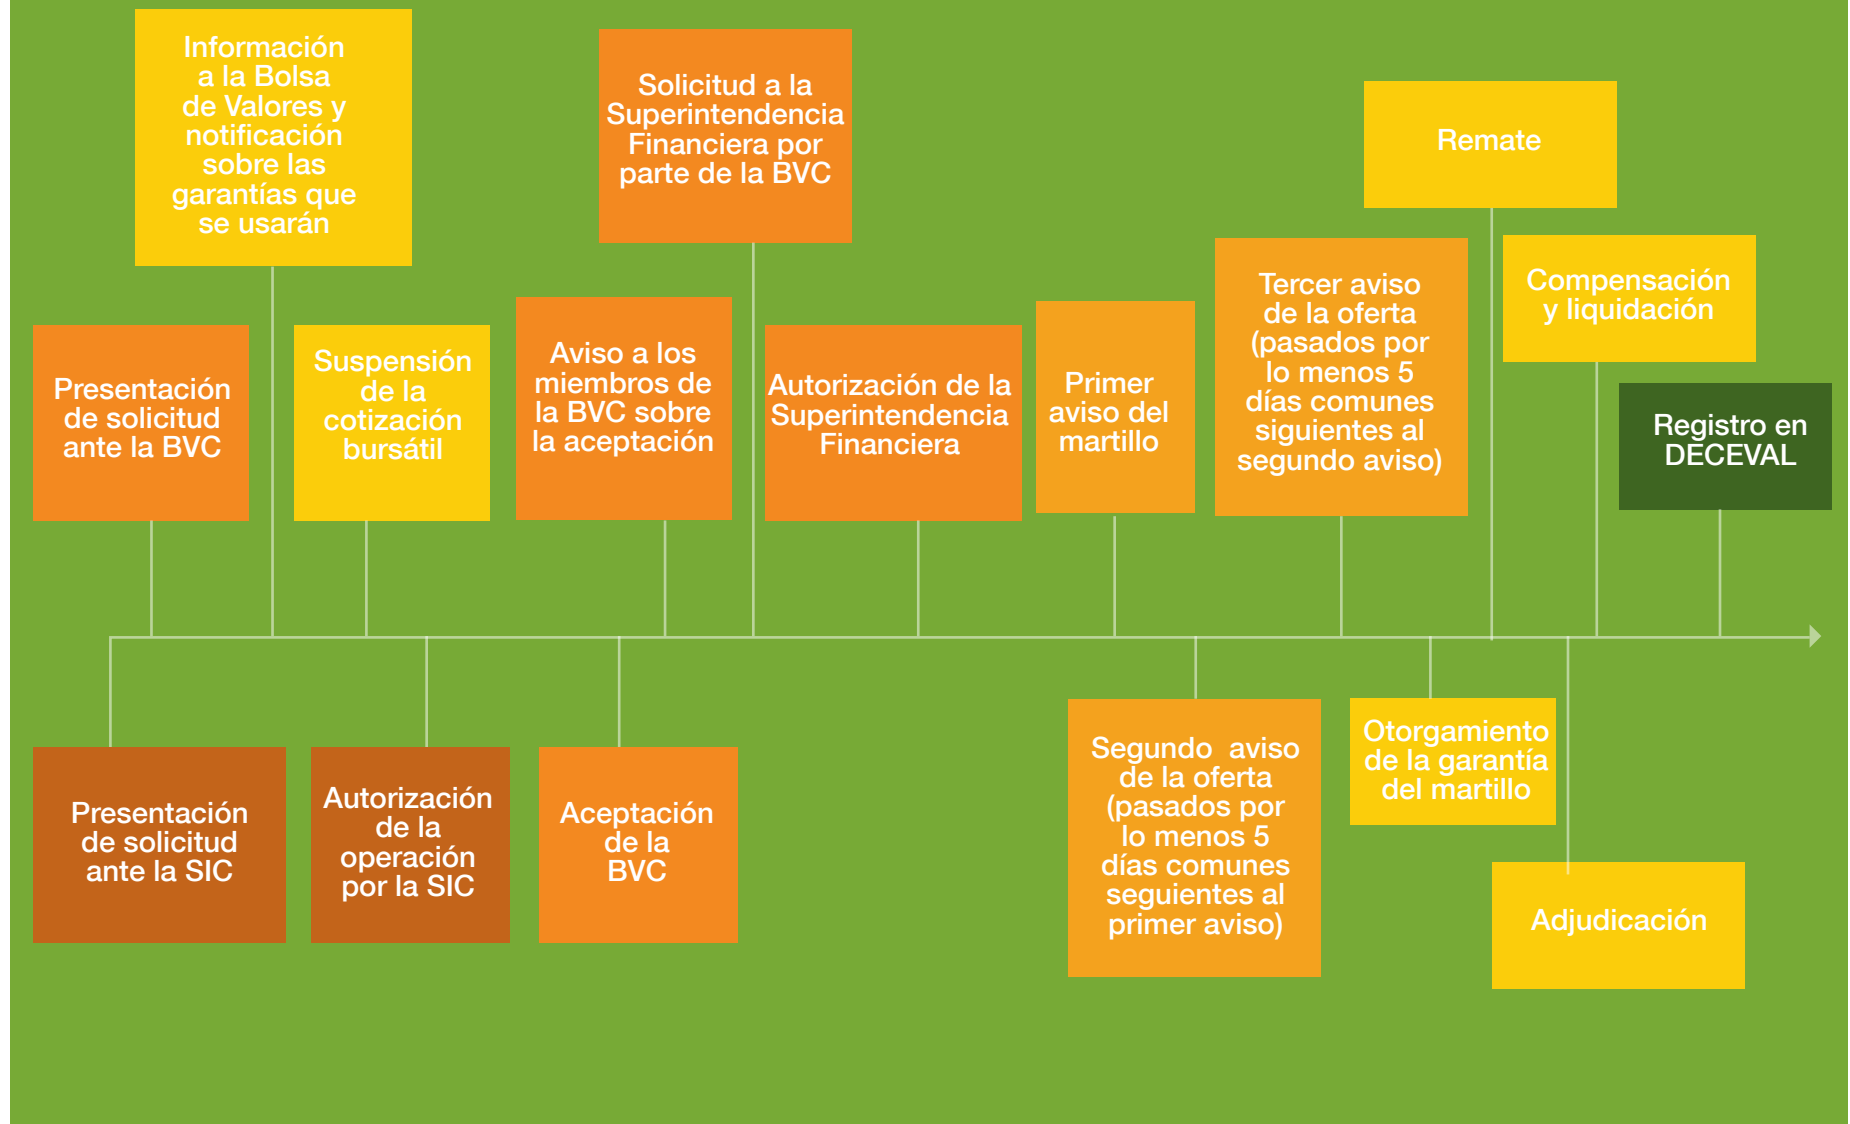 Información
a la Bolsa
de Valores y
notificación
sobre las
garantías que
se usarán
Solicitud a la
Superintendencia
Financiera por
parte de la BVC
Remate
Presentación
de solicitud
ante la BVC
Suspensión
de la
cotización
bursátil
Aviso a los
miembros de
la BVC sobre
la aceptación
Autorización de la
Superintendencia
Financiera
Primer
aviso del
martillo
Tercer aviso
de la oferta
(pasados por
lo menos 5
días comunes
siguientes al
segundo aviso)
Compensación
y liquidación
Registro en
DECEVAL
Presentación
de solicitud
ante la SIC
Autorización
de la
operación
por la SIC
Aceptación
de la
BVC
Segundo aviso
de la oferta
(pasados por
lo menos 5
días comunes
seguientes al
primer aviso)
Otorgamiento
de la garantía
del martillo
Adjudicación